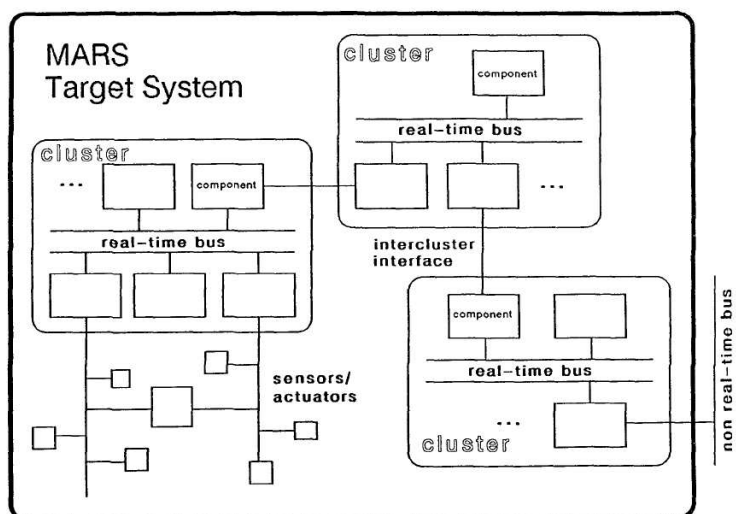 MARS
Target System
cluster
component
real-time bus
...
cluster
...
component
real-time bus
intercluster
interface
component
real-time bus
...
cluster
sensors/
actuators
non real-time bus